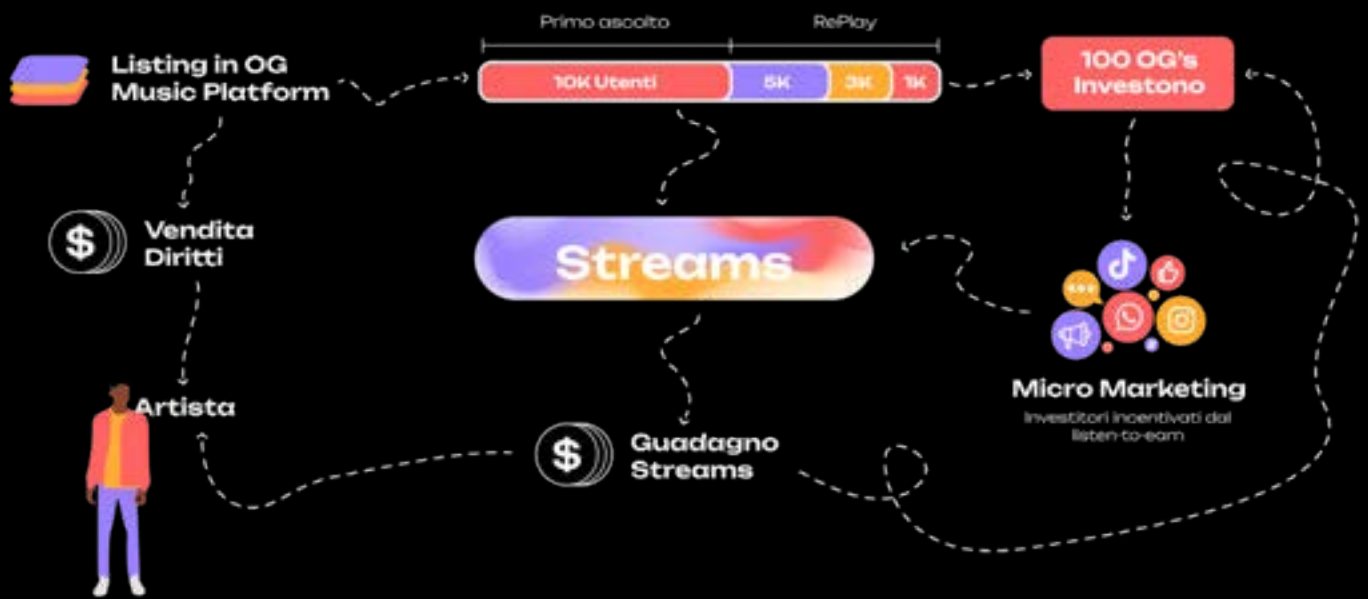 Primo ascolto
RePlay
Listing in OG
Music Platform
10K Utenti
5K
3K
1K
100 OG's
Investono
$
Vendita
Diritti
Streams
Artista
Micro Marketing
Investitori incentivati dal
listen-to-earn
$
Guadagno
Streams